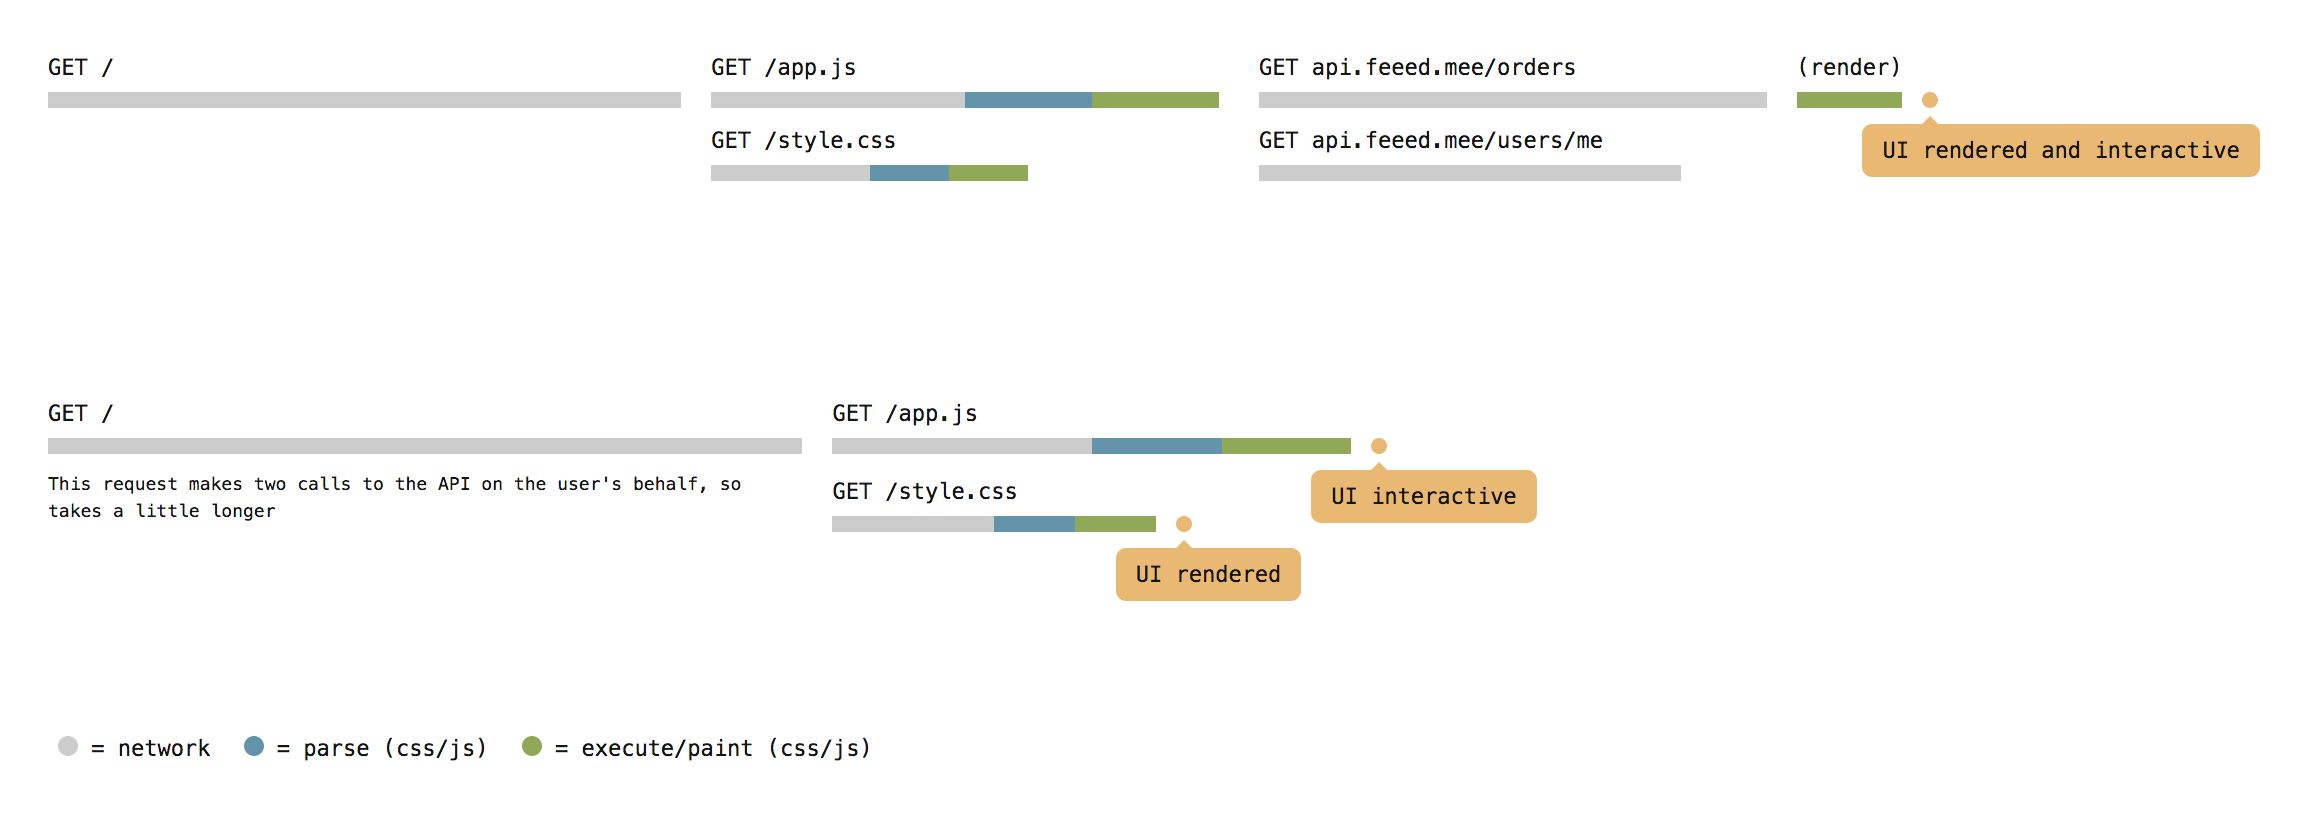 GET /
GET /app.js
GET api.feeed.mee/orders
(render)
GET /style.css
GET api.feeed.mee/users/me
UI rendered and interactive
GET /
GET /app.js
This request makes two calls to the API on the user's behalf, so
takes a little longer
GET /style.css
UI interactive
UI rendered
= network
= parse (css/js)
= execute/paint (css/js)